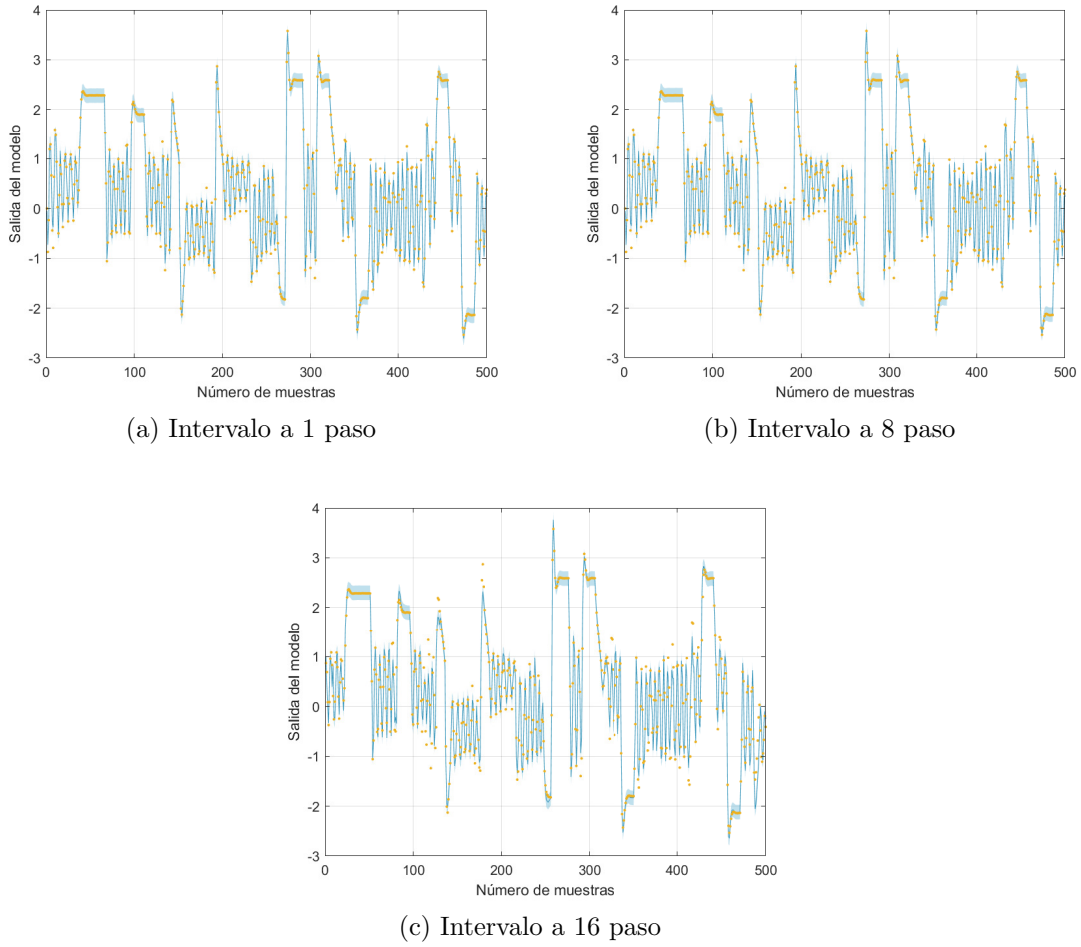 4
3
2
1
0
-1
-2
-3
Salida del modelo
0 100 200 300 400 500
Número de muestras
(a) Intervalo a 1 paso
4
3
2
1
0
-1
-2
-3
Salida del modelo
0 100 200 300 400 500
Número de muestras
(b) Intervalo a 8 paso
4
3
2
1
0
-1
-2
-3
Salida del modelo
0 100 200 300 400 500
Número de muestras
(c) Intervalo a 16 paso